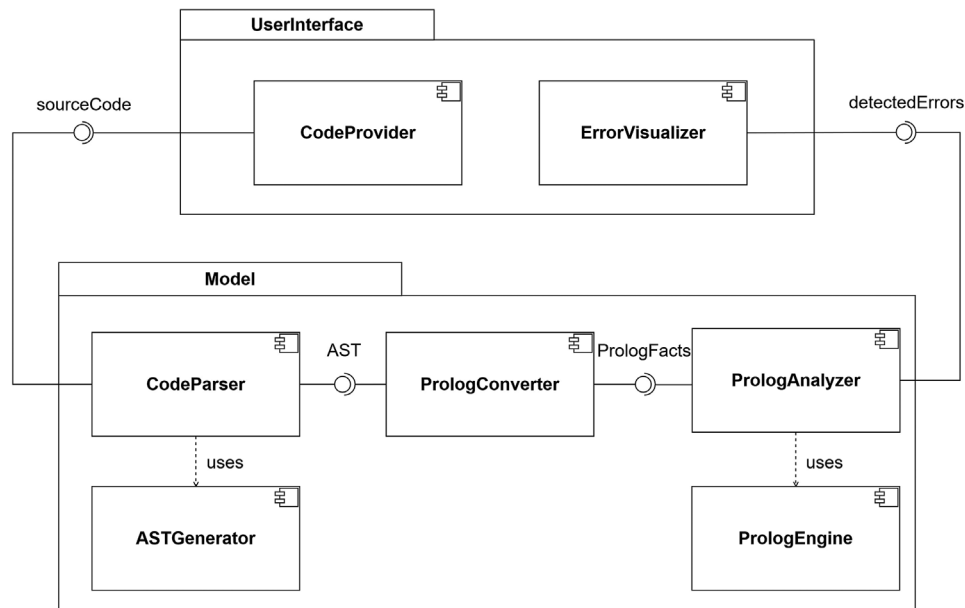 UserInterface
sourceCode
detectedErrors
CodeProvider
ErrorVisualizer
Model
AST
PrologFacts
CodeParser
PrologConverter
PrologAnalyzer
uses
uses
ASTGenerator
PrologEngine